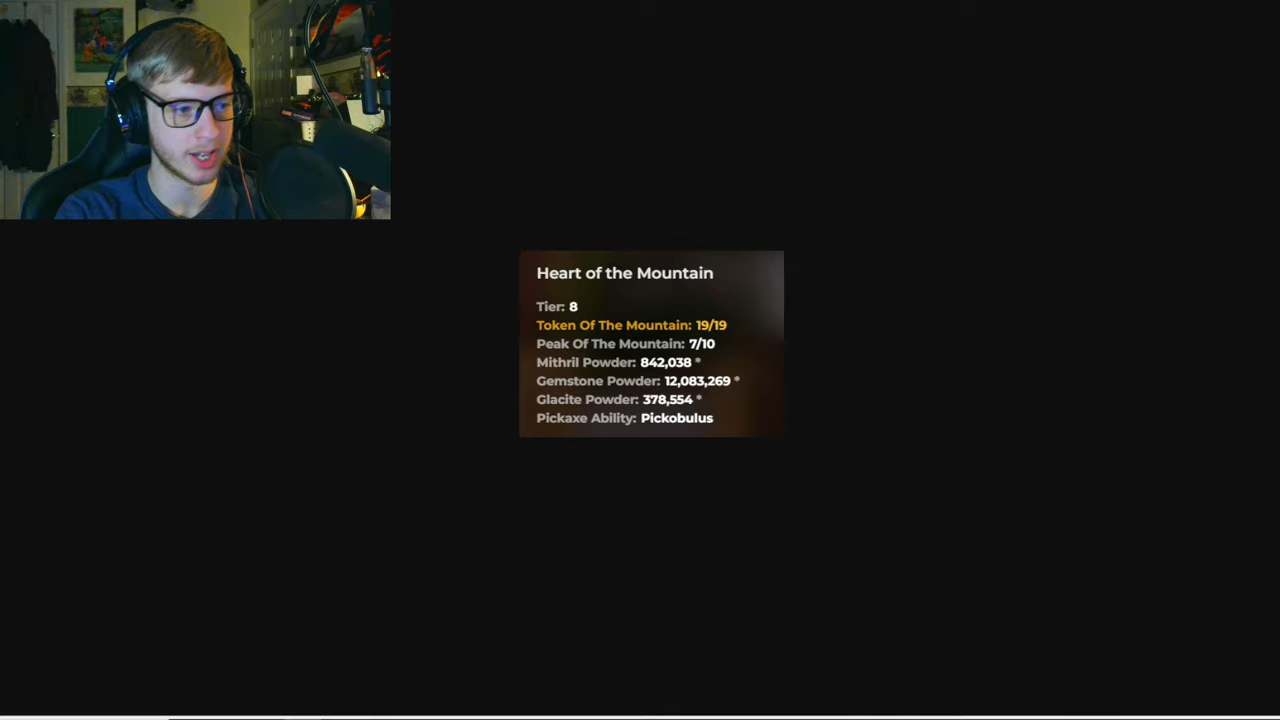 Heart of the Mountain
Tier: 8
Token Of The Mountain: 19/19
Peak Of The Mountain: 7/10
Mithril Powder: 842,038 *
Gemstone Powder: 12,083,269 *
Glacite Powder: 378,554 *
Pickaxe Ability: Pickobulus